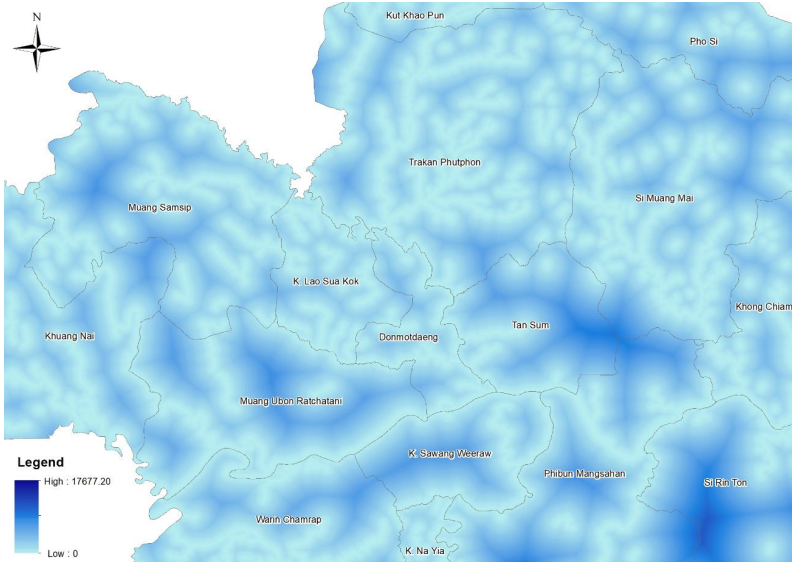 N
Kut Khao Pun
Pho Si
Trakan Phutphon
Muang Samsip
Si Muang Mai
K. Lao Sua Kok
Khong Chiam
Tan Sum
Khuang Nai
Donmotdaeng
Muang Ubon Ratchatani
K. Sawang Weeraw
Phibun Mangsahan
Si Rin Ton
Legend
High : 17677.20
Low : 0
Warin Chamrap
K. Na Yia